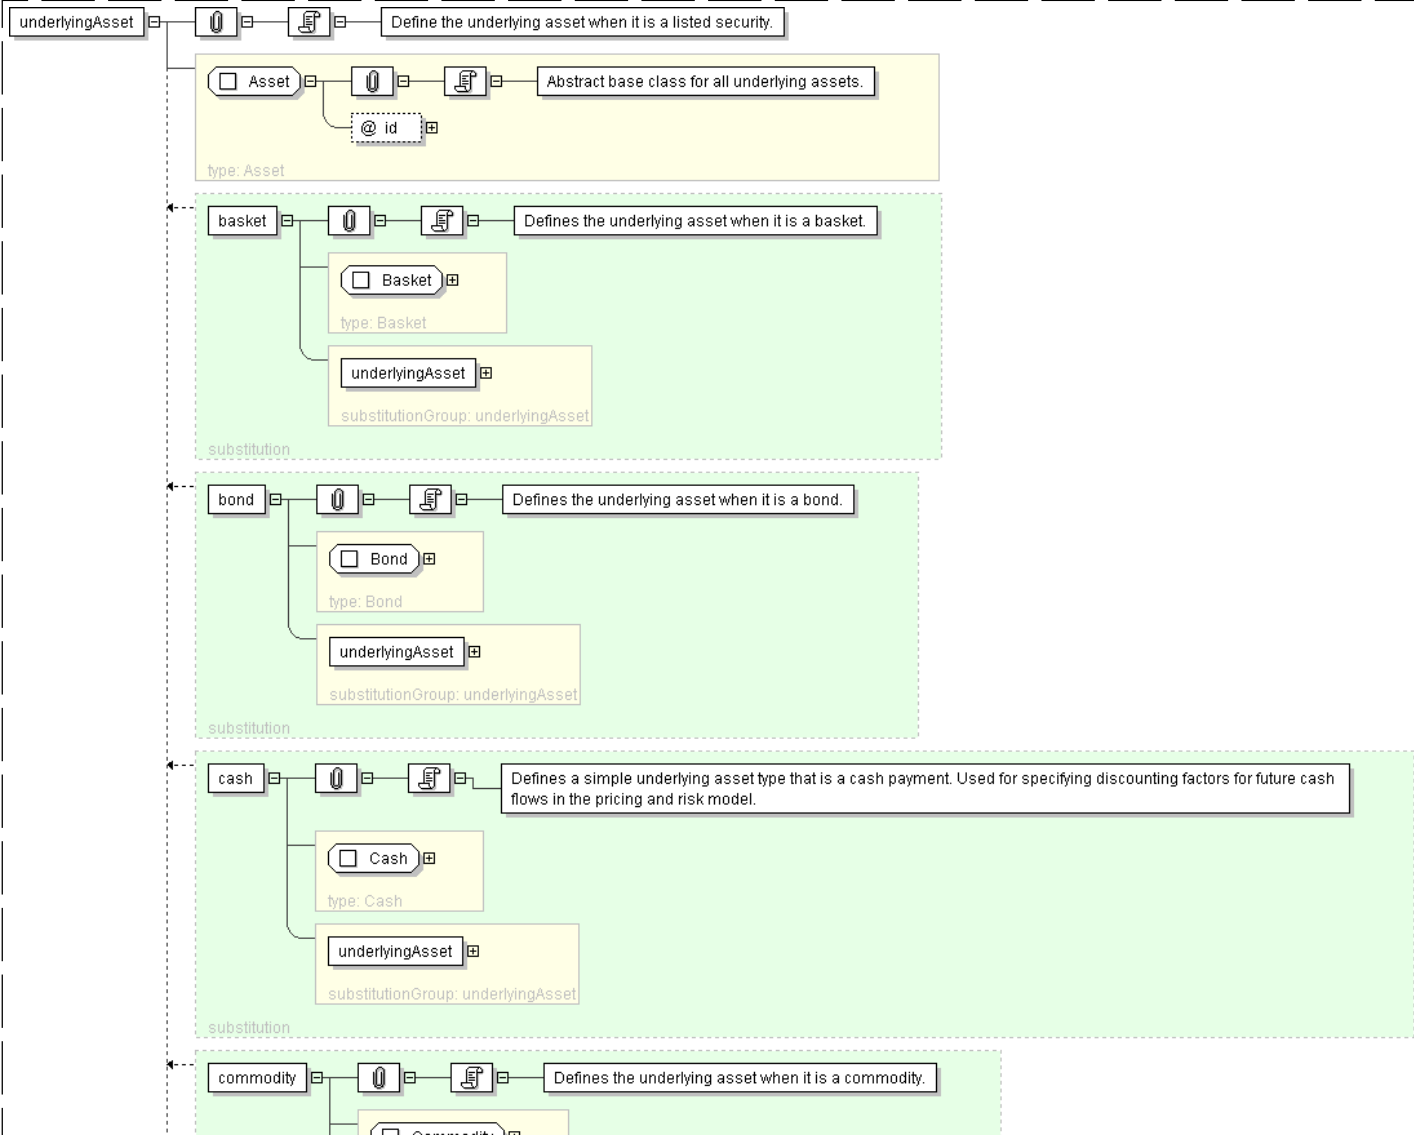 underlyingAsset
Define the underlying asset when it is a listed security.
Asset
Abstract base class for all underlying assets.
@ id
type: Asset
basket
Defines the underlying asset when it is a basket.
Basket
type: Basket
underlyingAsset
substitutionGroup: underlyingAsset
substitution
bond
Defines the underlying asset when it is a bond.
Bond
type: Bond
underlyingAsset
substitutionGroup: underlyingAsset
substitution
cash
Defines a simple underlying asset type that is a cash payment. Used for specifying discounting factors for future cash
flows in the pricing and risk model.
Cash
type: Cash
underlyingAsset
substitutionGroup: underlyingAsset
substitution
commodity
Defines the underlying asset when it is a commodity.
Commodity